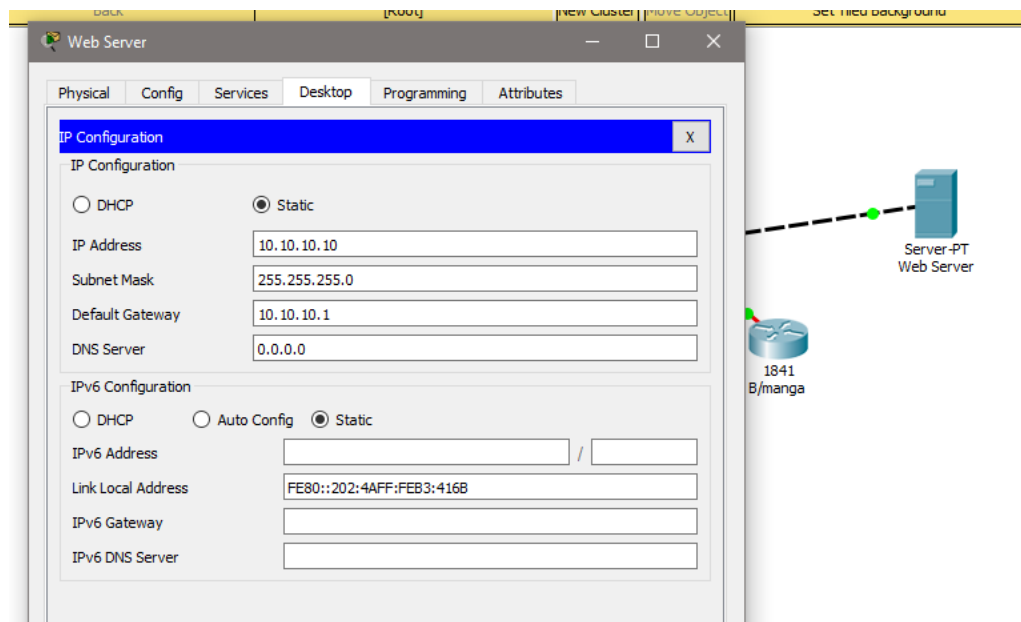 Back [Root] New Cluster Move Object Set Tiled Background
Web Server
Physical Config Services Desktop Programming Attributes
IP Configuration X
IP Configuration
DHCP Static
IP Address 10.10.10.10
Subnet Mask 255.255.255.0
Default Gateway 10.10.10.1
DNS Server 0.0.0.0
IPv6 Configuration
DHCP Auto Config Static
IPv6 Address /
Link Local Address FE80::202:4AFF:FEB3:416B
IPv6 Gateway
IPv6 DNS Server
Server-PT
Web Server
1841
B/manga